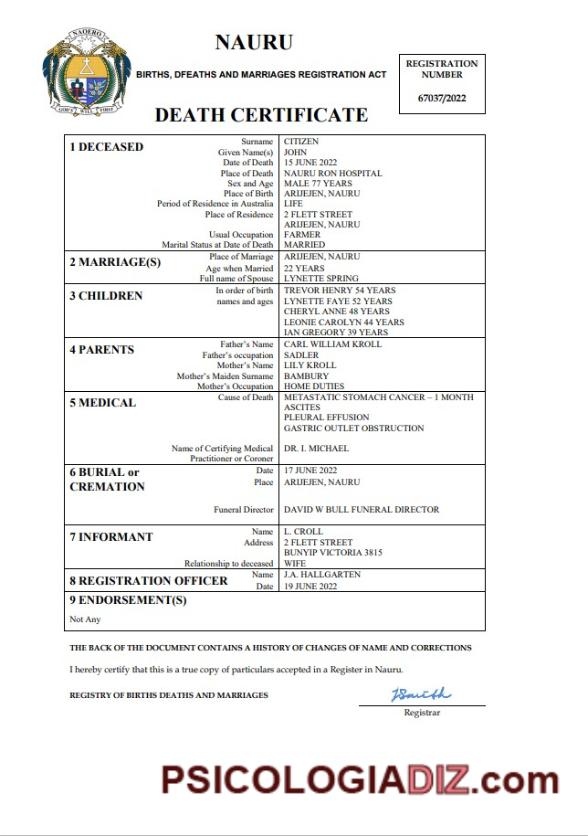 NAURU
NAOERO
GOD'S WILL FIRST
BIRTHS, DFEATHS AND MARRIAGES REGISTRATION ACT
REGISTRATION
NUMBER
67037/2022
DEATH CERTIFICATE
1 DECEASED
Surname CITIZEN
Given Name(s) JOHN
Date of Death 15 JUNE 2022
Place of Death NAURU RON HOSPITAL
Sex and Age MALE 77 YEARS
Place of Birth ARIJEJEN, NAURU
Period of Residence in Australia LIFE
Place of Residence 2 FLETT STREET
ARIJEJEN, NAURU
Usual Occupation FARMER
Marital Status at Date of Death MARRIED
2 MARRIAGE(S)
Place of Marriage ARIJEJEN, NAURU
Age when Married 22 YEARS
Full name of Spouse LYNETTE SPRING
3 CHILDREN
In order of birth TREVOR HENRY 54 YEARS
names and ages LYNETTE FAYE 52 YEARS
CHERYL ANNE 48 YEARS
LEONIE CAROLYN 44 YEARS
IAN GREGORY 39 YEARS
4 PARENTS
Father's Name CARL WILLIAM KROLL
Father's occupation SADLER
Mother's Name LILY KROLL
Mother's Maiden Surname BAMBURY
Mother's Occupation HOME DUTIES
5 MEDICAL
Cause of Death METASTATIC STOMACH CANCER – 1 MONTH
ASCITES
PLEURAL EFFUSION
GASTRIC OUTLET OBSTRUCTION
Name of Certifying Medical DR. I. MICHAEL
Practitioner or Coroner
6 BURIAL or
CREMATION
Date 17 JUNE 2022
Place ARIJEJEN, NAURU
Funeral Director DAVID W BULL FUNERAL DIRECTOR
7 INFORMANT
Name L. CROLL
Address 2 FLETT STREET
BUNYIP VICTORIA 3815
Relationship to deceased WIFE
8 REGISTRATION OFFICER
Name J.A. HALLGARTEN
Date 19 JUNE 2022
9 ENDORSEMENT(S)
Not Any
THE BACK OF THE DOCUMENT CONTAINS A HISTORY OF CHANGES OF NAME AND CORRECTIONS
I hereby certify that this is a true copy of particulars accepted in a Register in Nauru.
REGISTRY OF BIRTHS DEATHS AND MARRIAGES
Registrar
PSICOLOGIADIZ.com